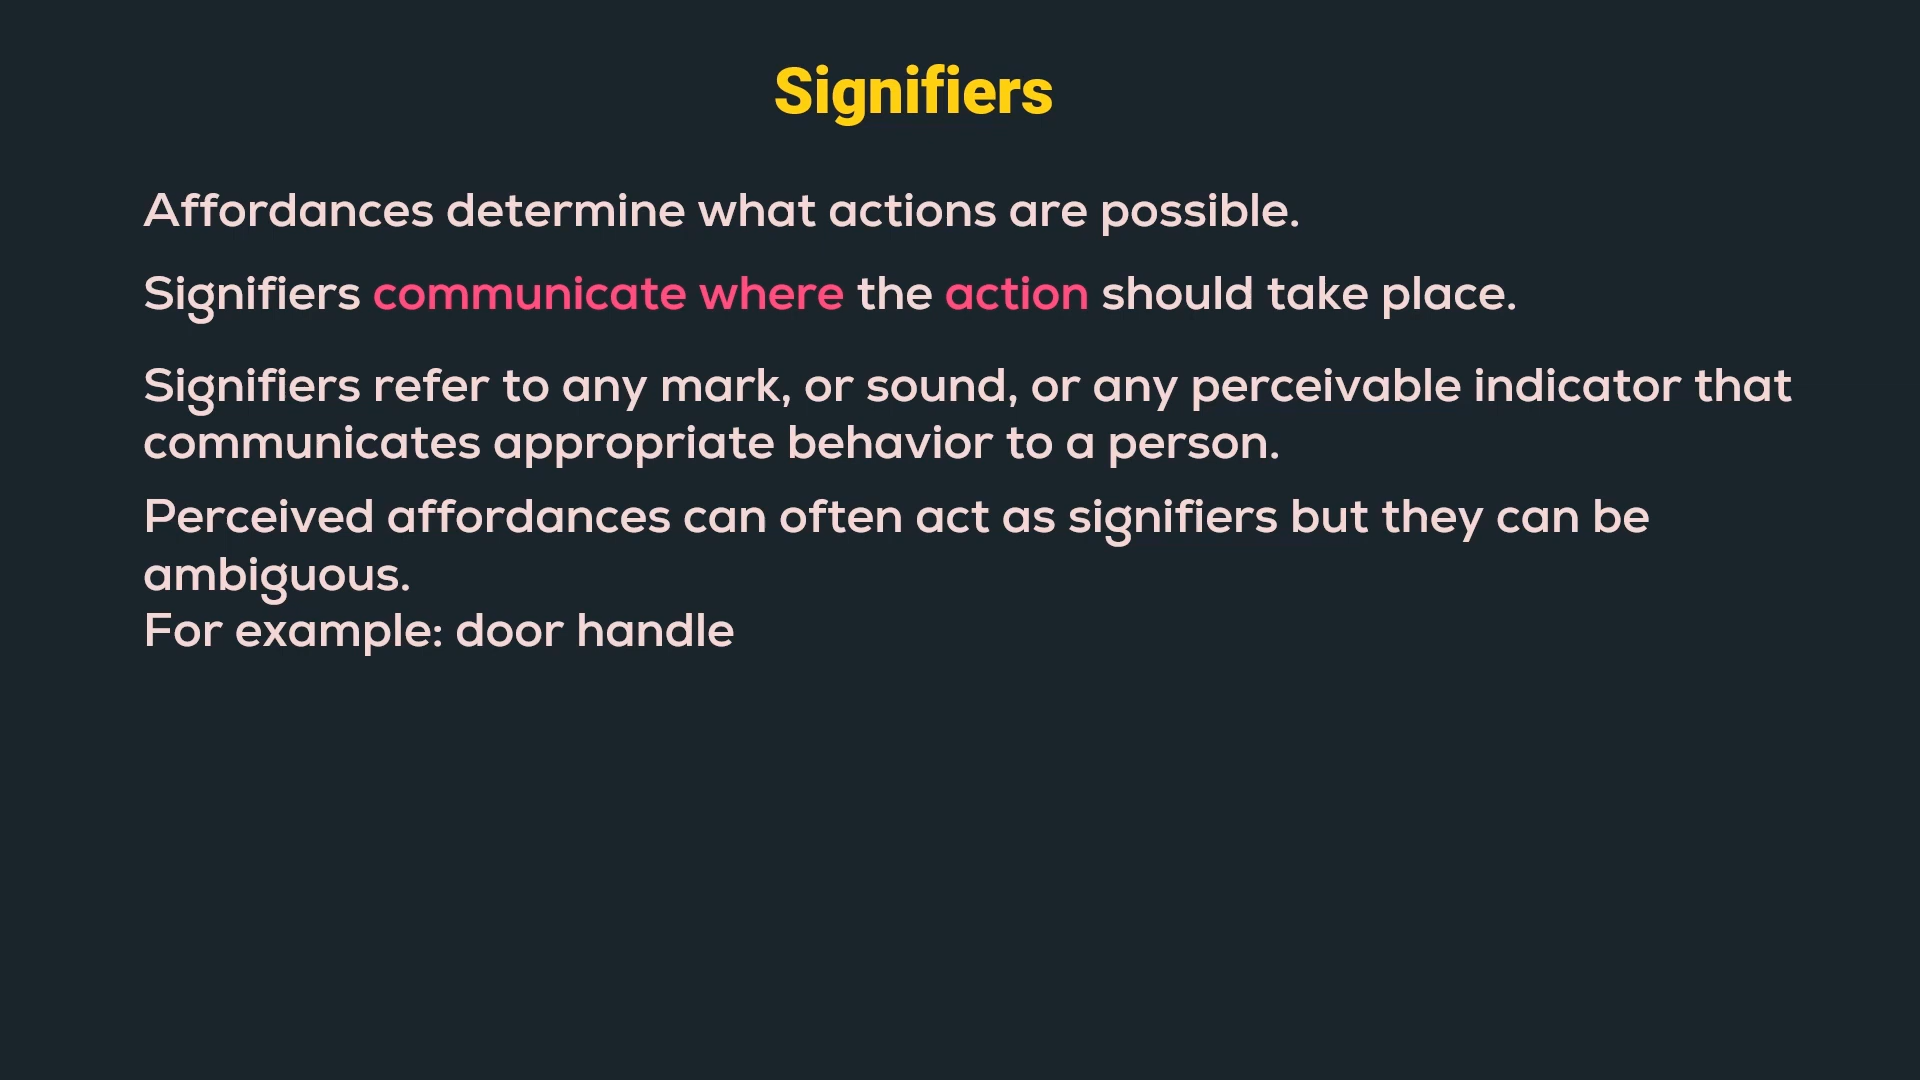 Signifiers
Affordances determine what actions are possible.
Signifiers communicate where the action should take place.
Signifiers refer to any mark, or sound, or any perceivable indicator that
communicates appropriate behavior to a person.
Perceived affordances can often act as signifiers but they can be
ambiguous.
For example: door handle